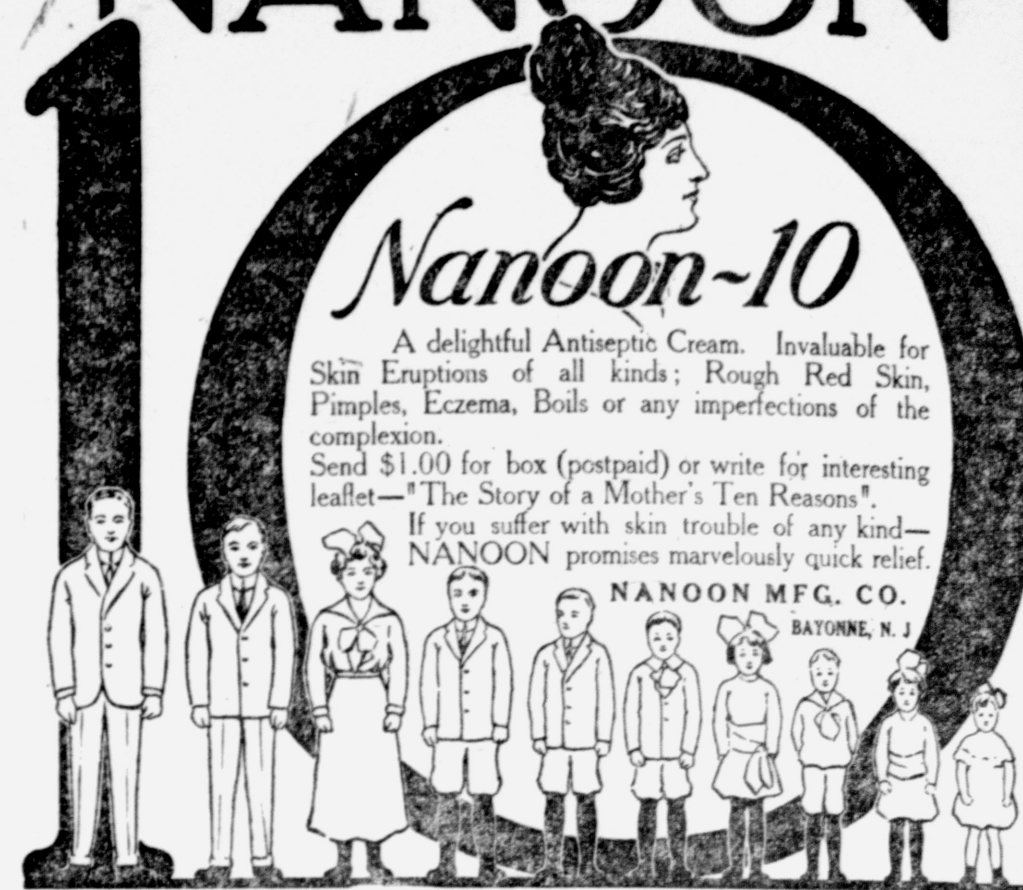 NANOON
10
Nanoon-10
A delightful Antiseptic Cream. Invaluable for
Skin Eruptions of all kinds; Rough Red Skin,
Pimples, Eczema, Boils or any imperfections of the
complexion.
Send $1.00 for box (postpaid) or write for interesting
leaflet—"The Story of a Mother's Ten Reasons".
If you suffer with skin trouble of any kind—
NANOON promises marvelously quick relief.
NANOON MFG. CO.
BAYONNE, N. J